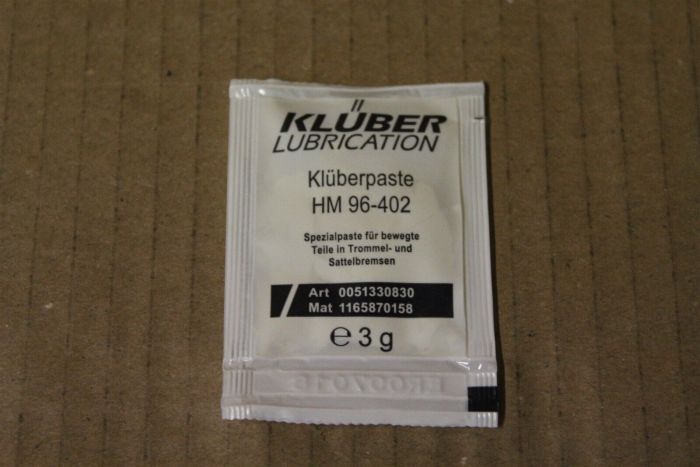 KLÜBER
LUBRICATION
Klüberpaste
HM 96-402
Spezialpaste für bewegte
Teile in Trommel- und
Sattelbremsen
Art 0051330830
Mat 1165870158
℮ 3 g